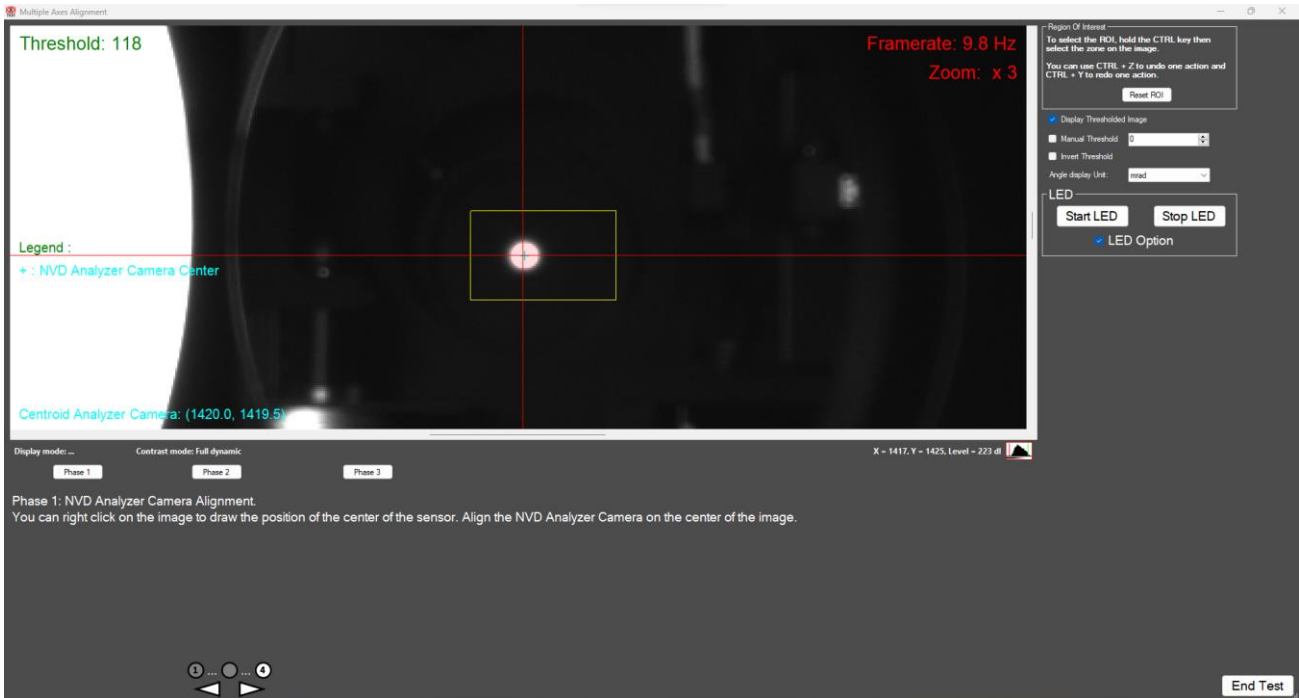 Multiple Axes Alignment
Threshold: 118
Framerate: 9.8 Hz
Zoom: x 3
Legend :
+ : NVD Analyzer Camera Center
Centroid Analyzer Camera: (1420.0, 1419.5)
Region Of Interest
To select the ROI, hold the CTRL key then
select the zone on the image.
You can use CTRL + Z to undo one action and
CTRL + Y to redo one action.
Reset ROI
Display Thresholded Image
Manual Threshold 0
Invert Threshold
Angle display Unit: mrad
LED
Start LED Stop LED
LED Option
Display mode: ... Contrast mode: Full dynamic X = 1417, Y = 1425, Level = 223 dl
Phase 1 Phase 2 Phase 3
Phase 1: NVD Analyzer Camera Alignment.
You can right click on the image to draw the position of the center of the sensor. Align the NVD Analyzer Camera on the center of the image.
1 ... ... 4
End Test